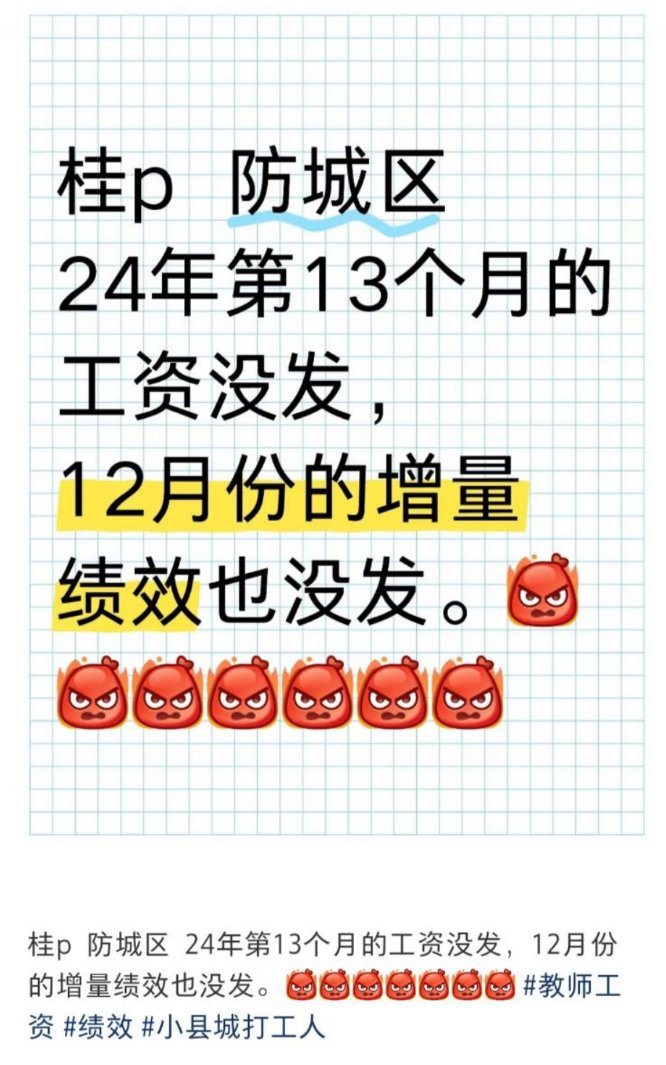 桂p 防城区
24年第13个月的
工资没发，
12月份的增量
绩效也没发。
桂p 防城区 24年第13个月的工资没发，12月份
的增量绩效也没发。 #教师工
资 #绩效 #小县城打工人